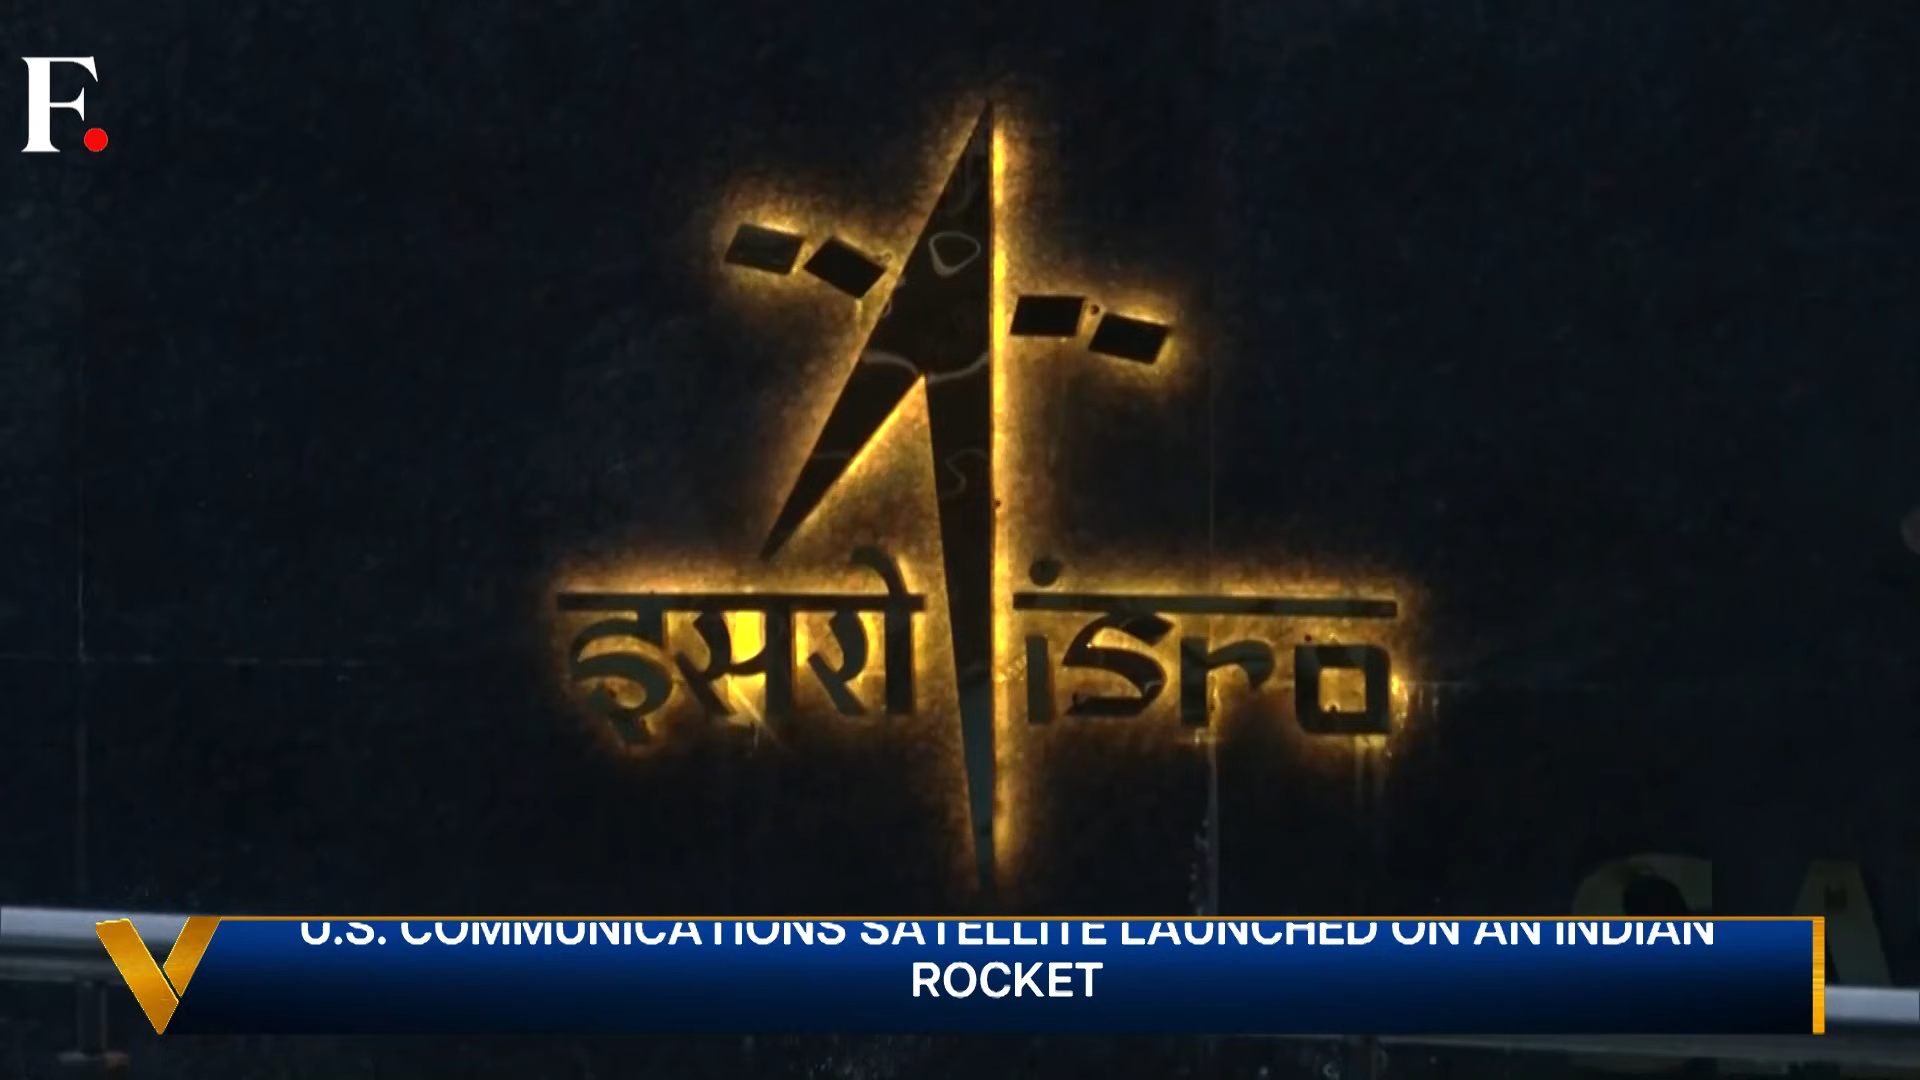 F.
इसरो isro
U.S. COMMUNICATIONS SATELLITE LAUNCHED ON AN INDIAN
ROCKET